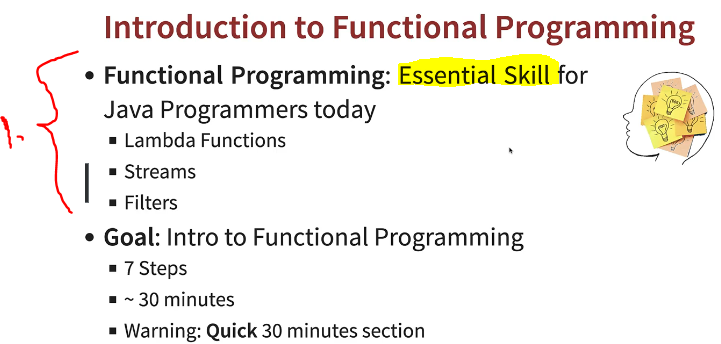 Introduction to Functional Programming
• Functional Programming: Essential Skill for
Java Programmers today
▪ Lambda Functions
▪ Streams
▪ Filters
• Goal: Intro to Functional Programming
▪ 7 Steps
▪ ~ 30 minutes
▪ Warning: Quick 30 minutes section